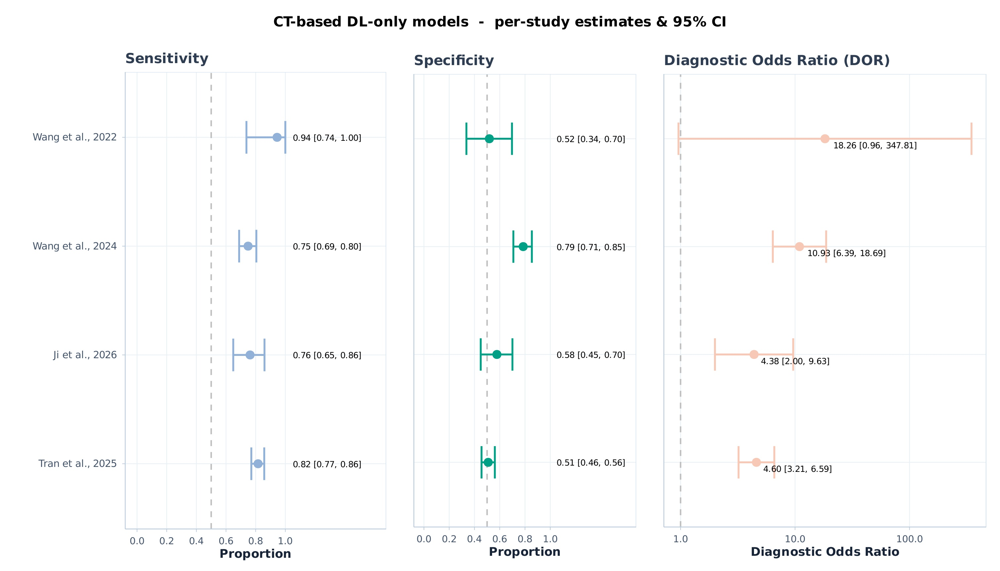 CT-based DL-only models - per-study estimates & 95% CI
Sensitivity
Wang et al., 2022
0.94 [0.74, 1.00]
Wang et al., 2024
0.75 [0.69, 0.80]
Ji et al., 2026
0.76 [0.65, 0.86]
Tran et al., 2025
0.82 [0.77, 0.86]
0.0 0.2 0.4 0.6 0.8 1.0
Proportion
Specificity
0.52 [0.34, 0.70]
0.79 [0.71, 0.85]
0.58 [0.45, 0.70]
0.51 [0.46, 0.56]
0.0 0.2 0.4 0.6 0.8 1.0
Proportion
Diagnostic Odds Ratio (DOR)
18.26 [0.96, 347.81]
10.93 [6.39, 18.69]
4.38 [2.00, 9.63]
4.60 [3.21, 6.59]
1.0 10.0 100.0
Diagnostic Odds Ratio